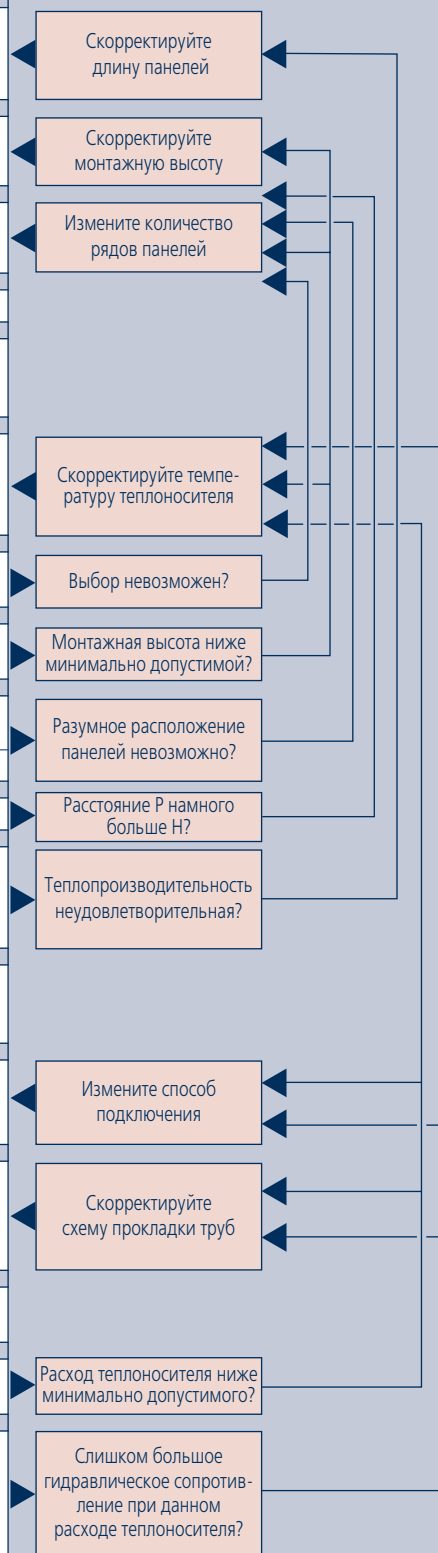 Скорректируйте
длину панелей
Скорректируйте
монтажную высоту
Измените количество
рядов панелей
Скорректируйте темпе-
ратуру теплоносителя
Выбор невозможен?
Монтажная высота ниже
минимально допустимой?
Разумное расположение
панелей невозможно?
Расстояние P намного
больше H?
Теплопроизводительность
неудовлетворительная?
Измените способ
подключения
Скорректируйте
схему прокладки труб
Расход теплоносителя ниже
минимально допустимого?
Слишком большое
гидравлическое сопротив-
ление при данном
расходе теплоносителя?